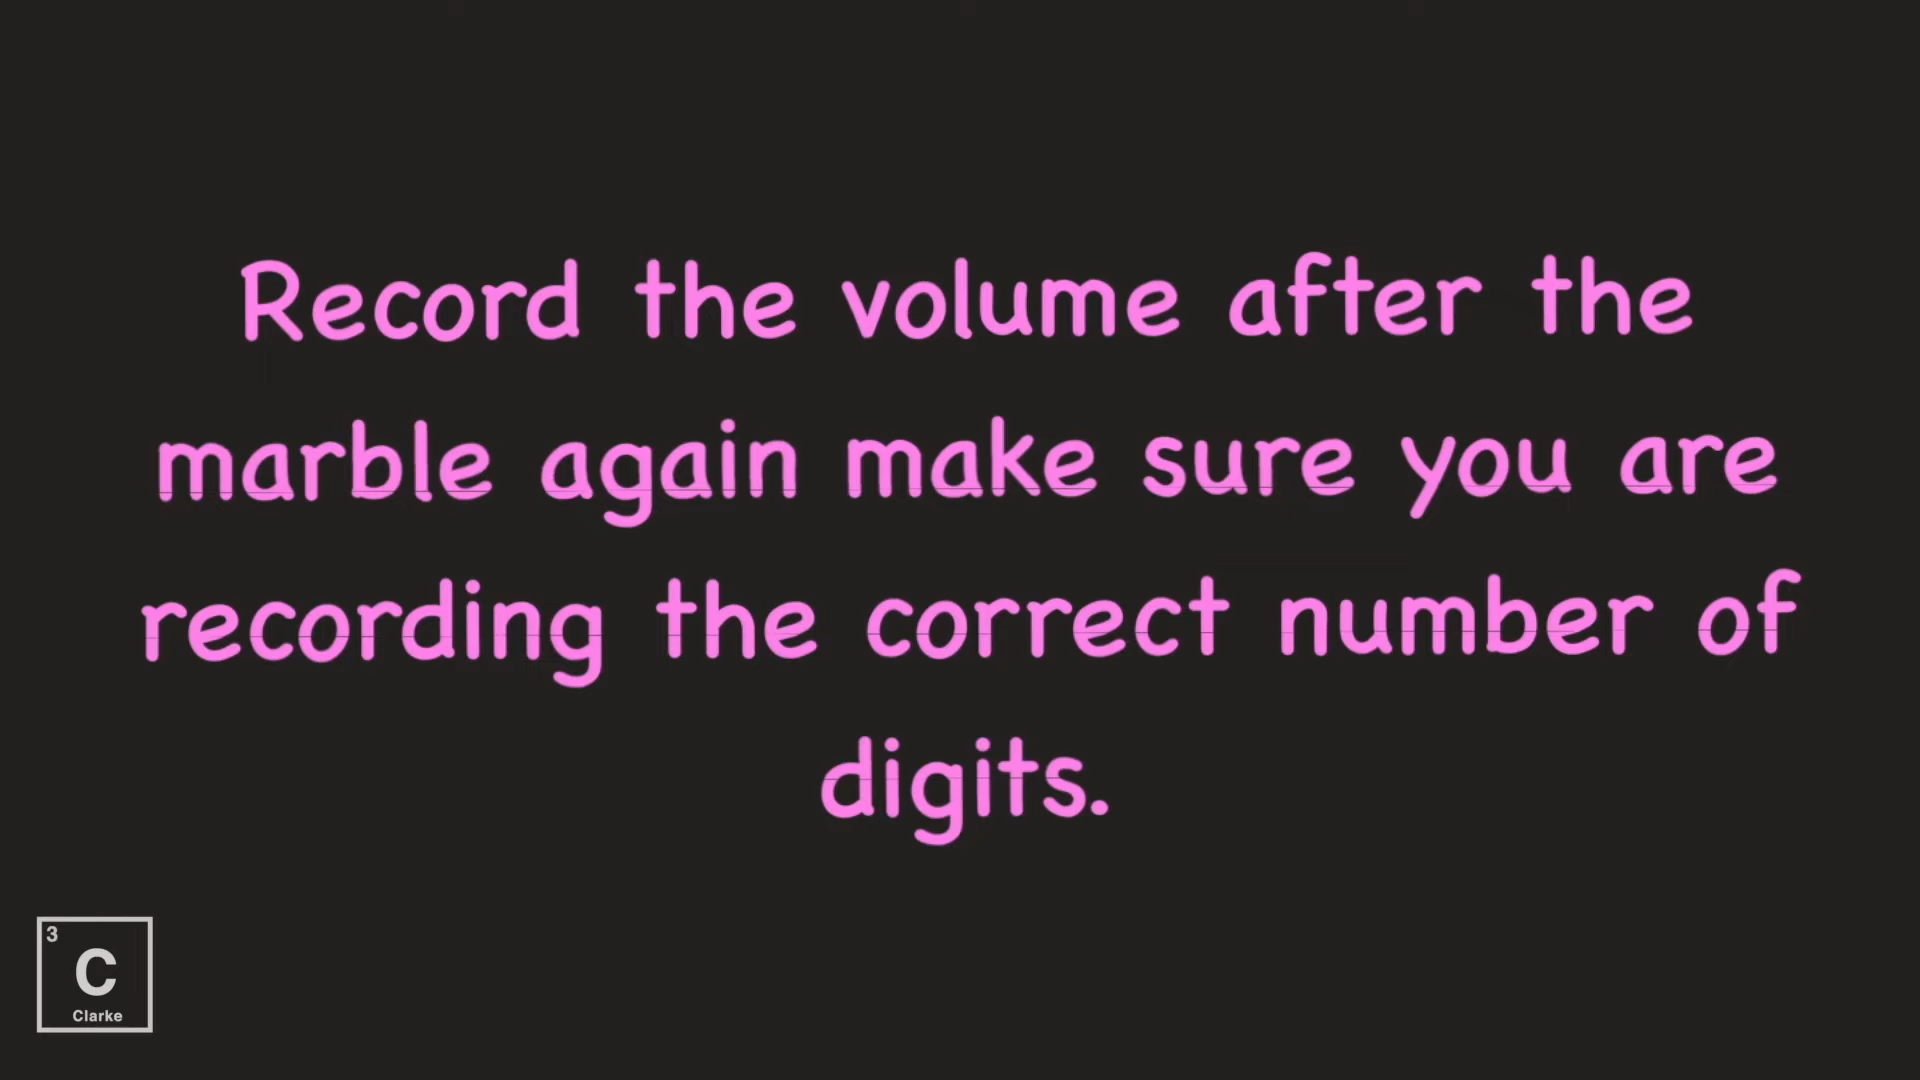 Record the volume after the
marble again make sure you are
recording the correct number of
digits.
3
C
Clarke